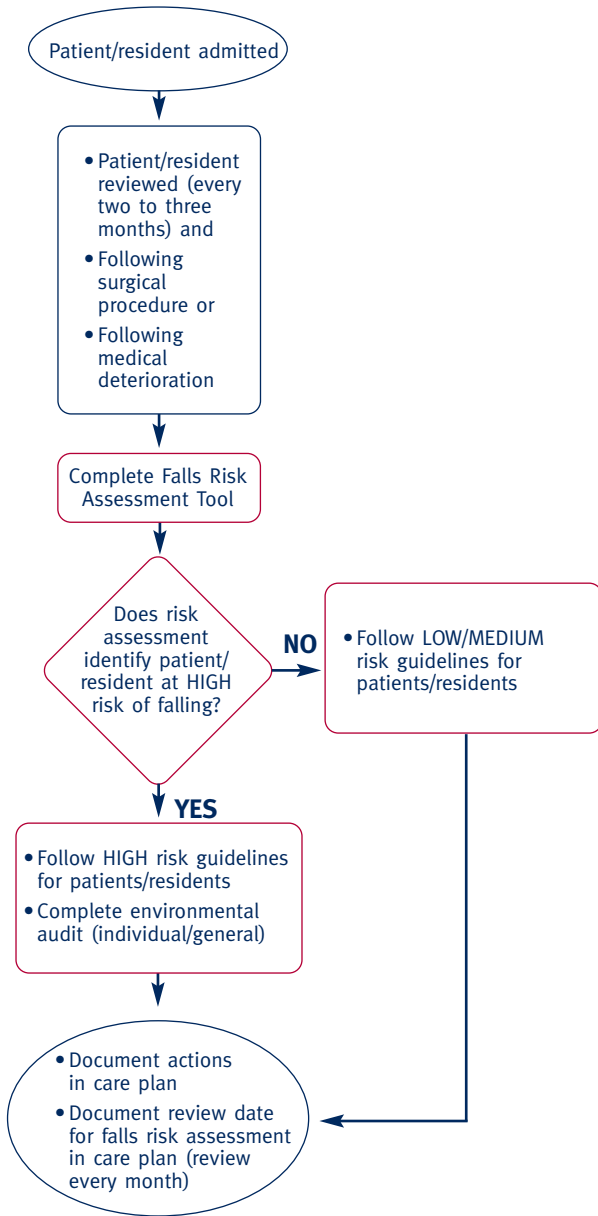 Patient/resident admitted
• Patient/resident
reviewed (every
two to three
months) and
• Following
surgical
procedure or
• Following
medical
deterioration
Complete Falls Risk
Assessment Tool
Does risk
assessment
identify patient/
resident at HIGH
risk of falling?
NO
• Follow LOW/MEDIUM
risk guidelines for
patients/residents
YES
• Follow HIGH risk guidelines
for patients/residents
• Complete environmental
audit (individual/general)
• Document actions
in care plan
• Document review date
for falls risk assessment
in care plan (review
every month)